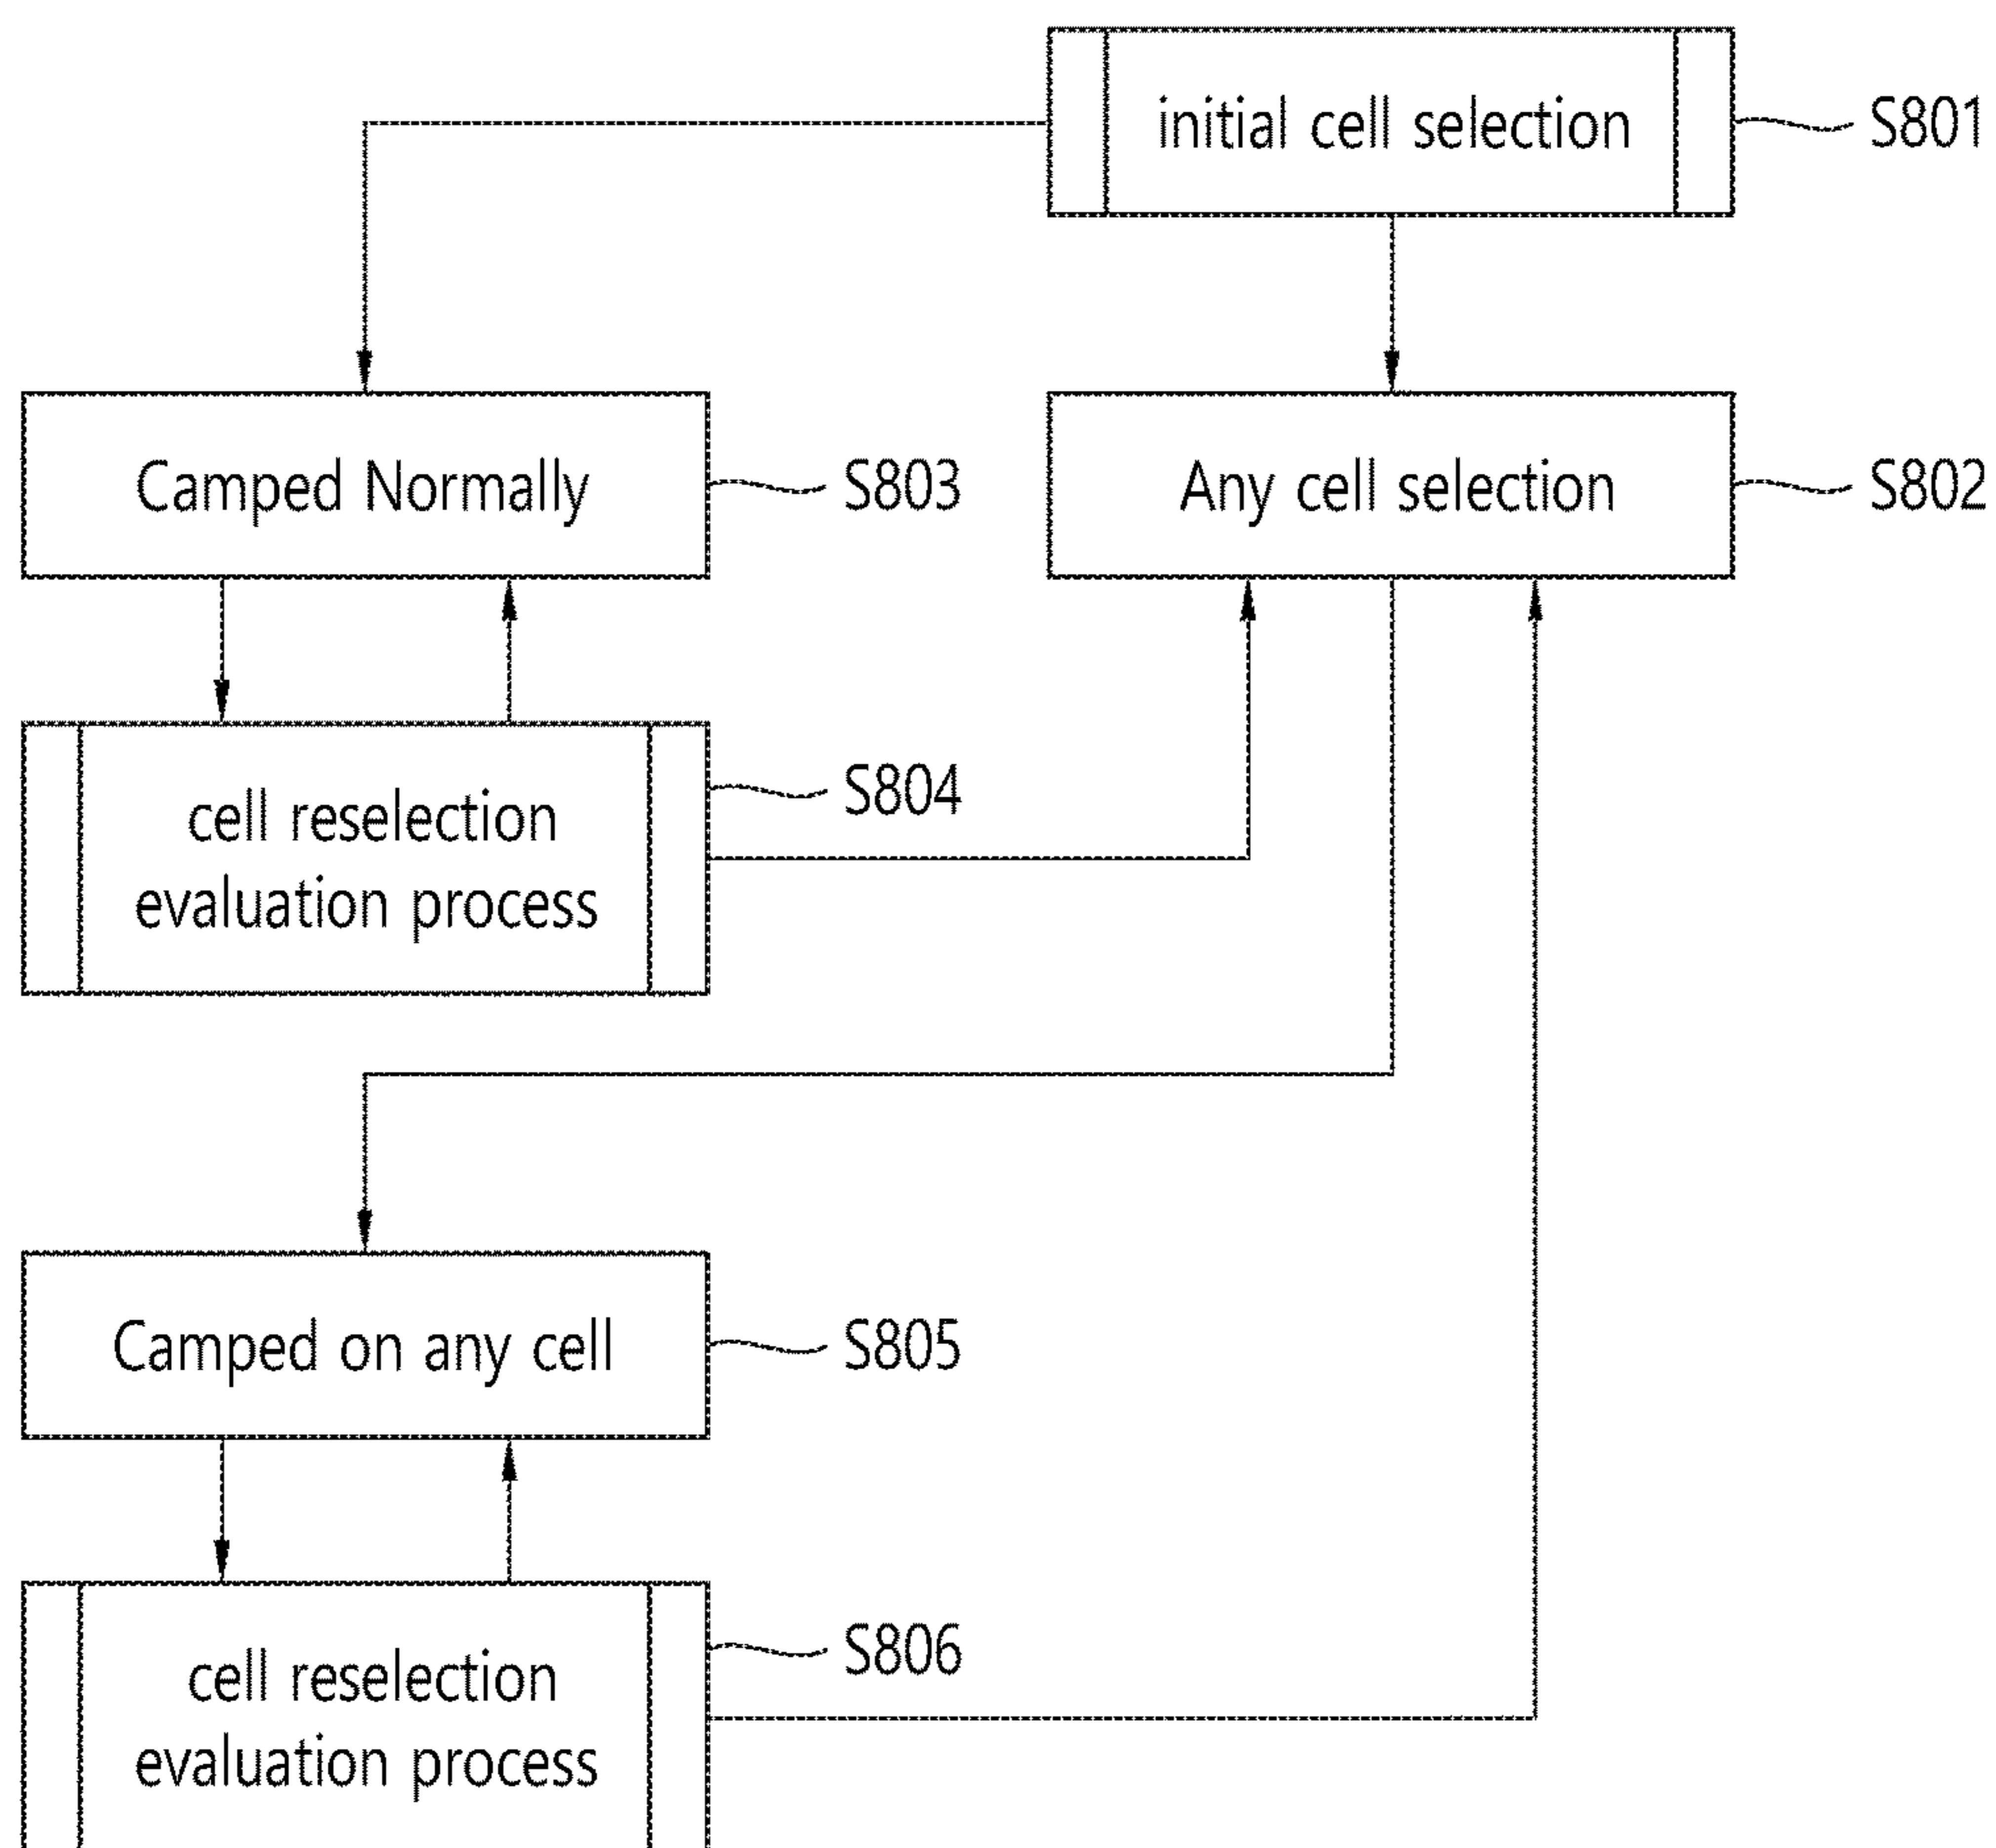 initial cell selection
S801
Camped Normally
S803
Any cell selection
S802
cell reselection
evaluation process
S804
Camped on any cell
S805
cell reselection
evaluation process
S806